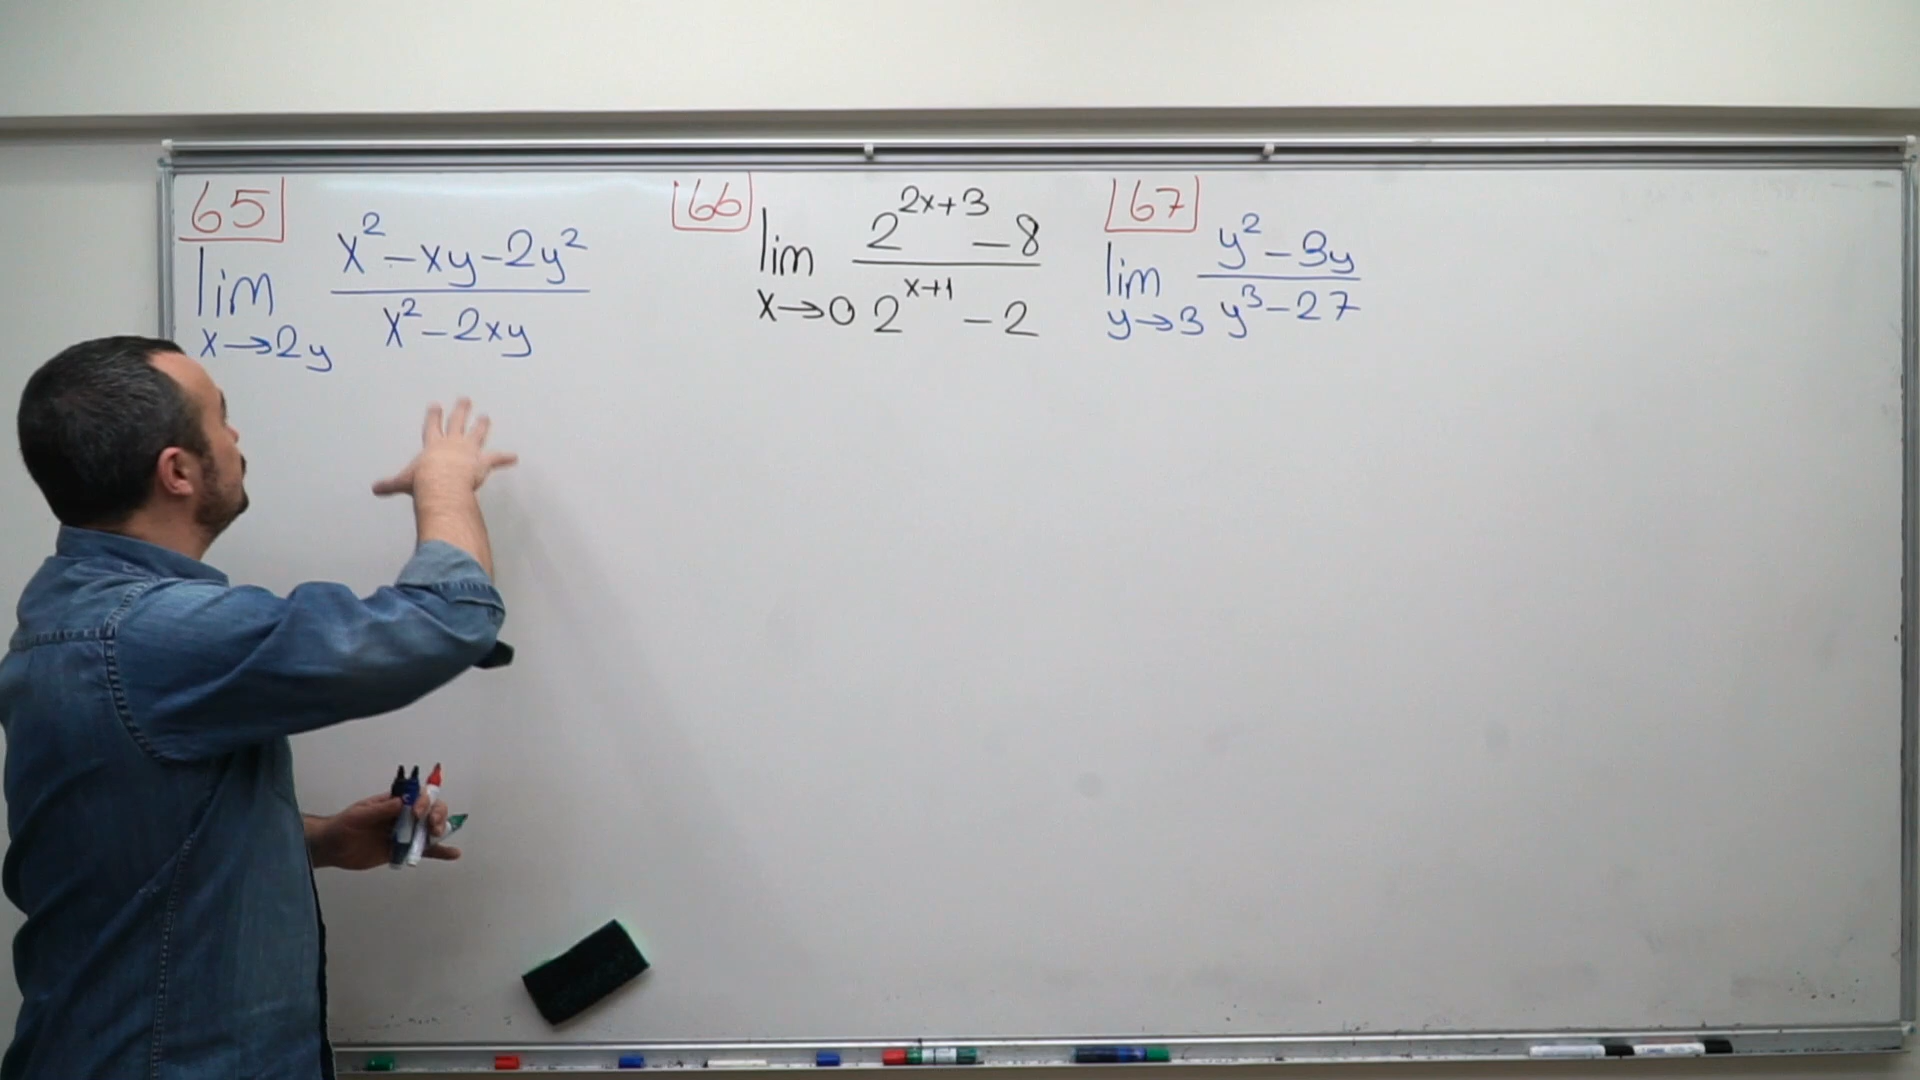 65
lim x→2y (x² - xy - 2y²) / (x² - 2xy)
66
lim x→0 (2^(2x+3) - 8) / (2^(x+1) - 2)
67
lim y→3 (y² - 3y) / (y³ - 27)